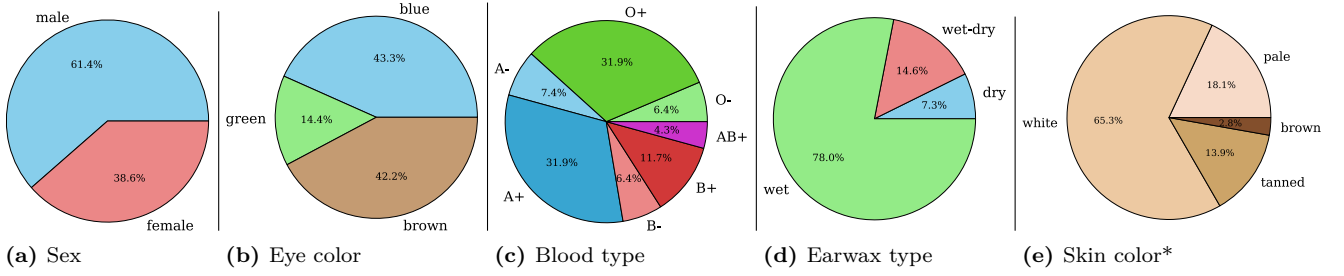 male
61.4%
38.6%
female
(a) Sex
blue
43.3%
green
14.4%
42.2%
brown
(b) Eye color
O+
31.9%
A-
7.4%
O-
6.4%
AB+
4.3%
11.7%
B+
31.9%
6.4%
A+
B-
(c) Blood type
wet-dry
14.6%
dry
7.3%
78.0%
wet
(d) Earwax type
pale
18.1%
white
65.3%
2.8%
brown
13.9%
tanned
(e) Skin color*